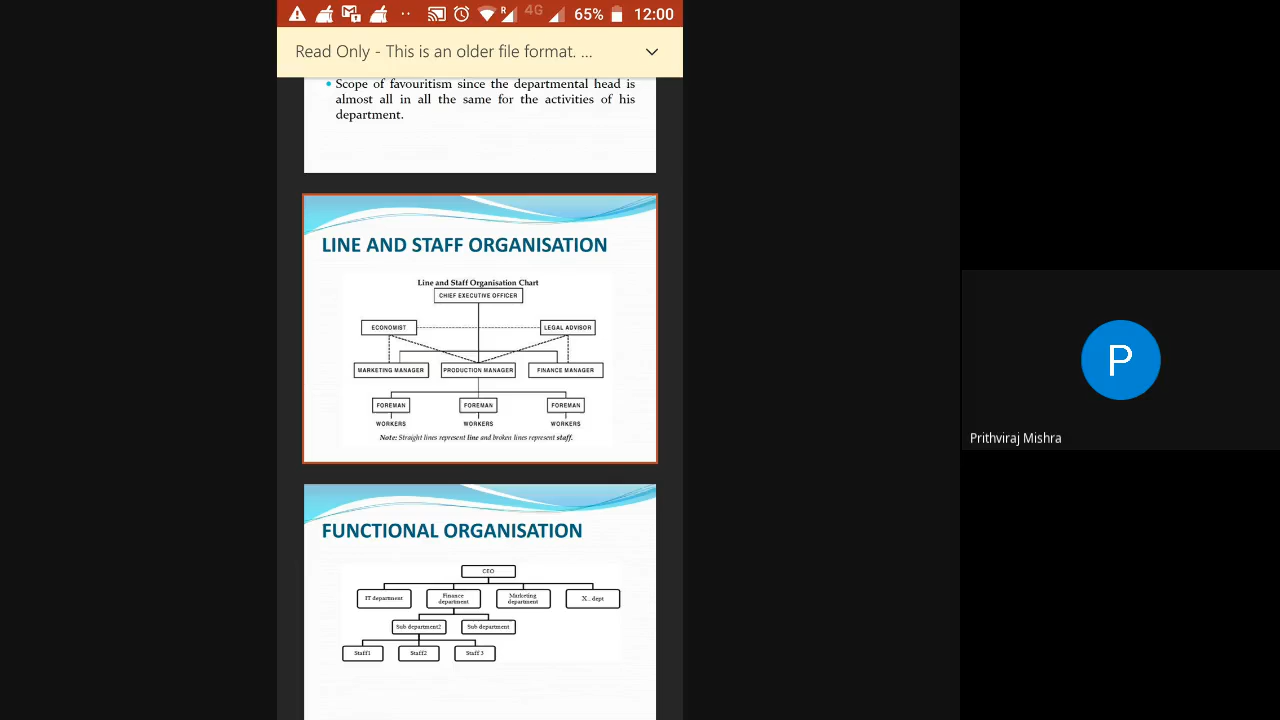 R 4G 65% 12:00
Read Only - This is an older file format. ...
Scope of favouritism since the departmental head is
almost all in all the same for the activities of his
department.
LINE AND STAFF ORGANISATION
Line and Staff Organisation Chart
CHIEF EXECUTIVE OFFICER
ECONOMIST LEGAL ADVISOR
MARKETING MANAGER PRODUCTION MANAGER FINANCE MANAGER
FOREMAN FOREMAN FOREMAN
WORKERS WORKERS WORKERS
Note: Straight lines represent line and broken lines represent staff.
P
Prithviraj Mishra
FUNCTIONAL ORGANISATION
CEO
IT department Finance department Marketing department X.. dept
Sub department2 Sub department
Staff1 Staff2 Staff 3